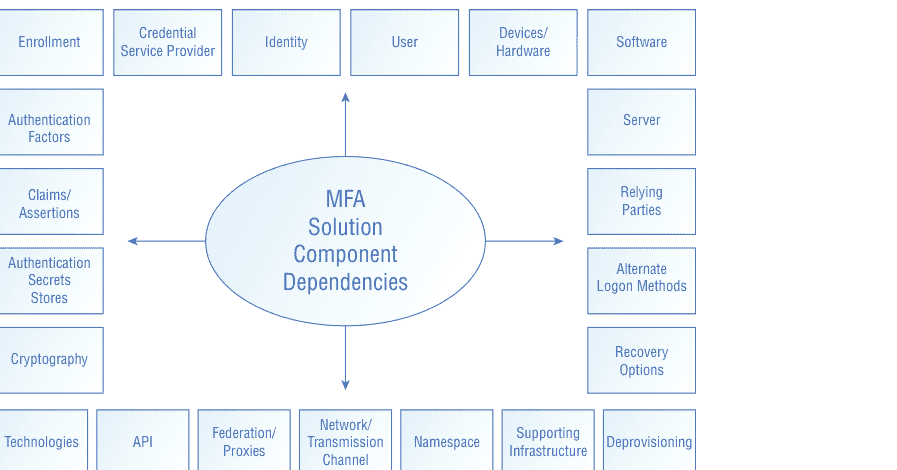 Enrollment
Credential
Service Provider
Identity
User
Devices/
Hardware
Software
Authentication
Factors
Server
Claims/
Assertions
MFA
Solution
Component
Dependencies
Relying
Parties
Authentication
Secrets
Stores
Alternate
Logon Methods
Cryptography
Recovery
Options
Technologies
API
Federation/
Proxies
Network/
Transmission
Channel
Namespace
Supporting
Infrastructure
Deprovisioning